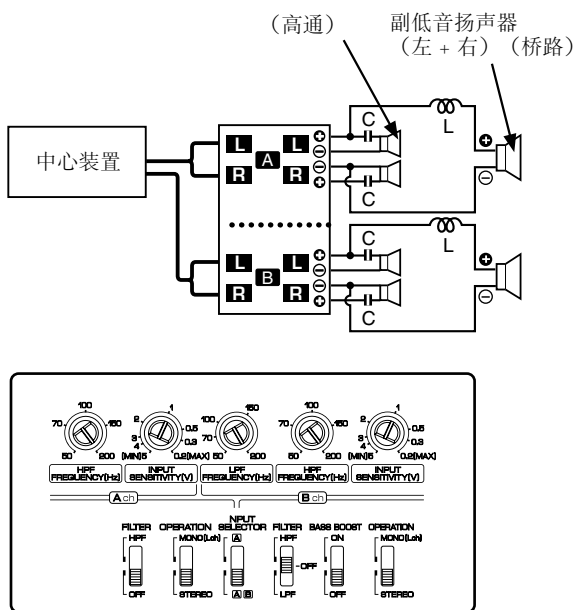 （高通） 副低音扬声器
（左 + 右）（桥路）
C L
中心装置
L L
A
R R
C
C L
L L
B
R R
C
100 1 150 100 1
70 150 2 0.5 100 70 150 2 0.5
3 4 0.3 70 3 4 0.3
50 200 (MIN)5 0.2(MAX) 50 200 50 200 (MIN)5 0.2(MAX)
HPF INPUT LPF HPF INPUT
FREQUENCY(Hz) SENSITIVITY(V) FREQUENCY(Hz) FREQUENCY(Hz) SENSITIVITY(V)
A ch B ch
NPUT
FILTER OPERATION SELECTOR FILTER BASS BOOST OPERATION
HPF MONO(Lch) A HPF ON MONO(Lch)
OFF
OFF STEREO A B LPF OFF STEREO